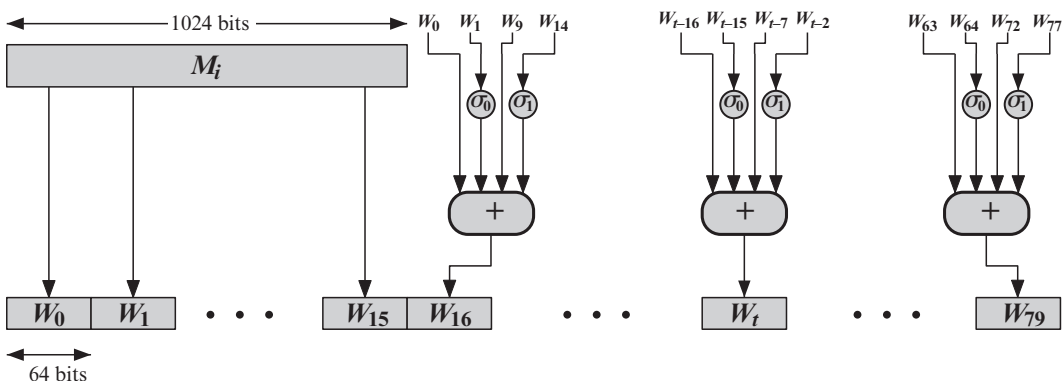 1024 bits
W0 W1 W9 W14
Wt–16 Wt–15 Wt–7 Wt–2
W63 W64 W72 W77
Mi
σ0 σ1
σ0 σ1
σ0 σ1
+
+
+
W0 W1 • • • W15 W16 • • • Wt • • • W79
64 bits